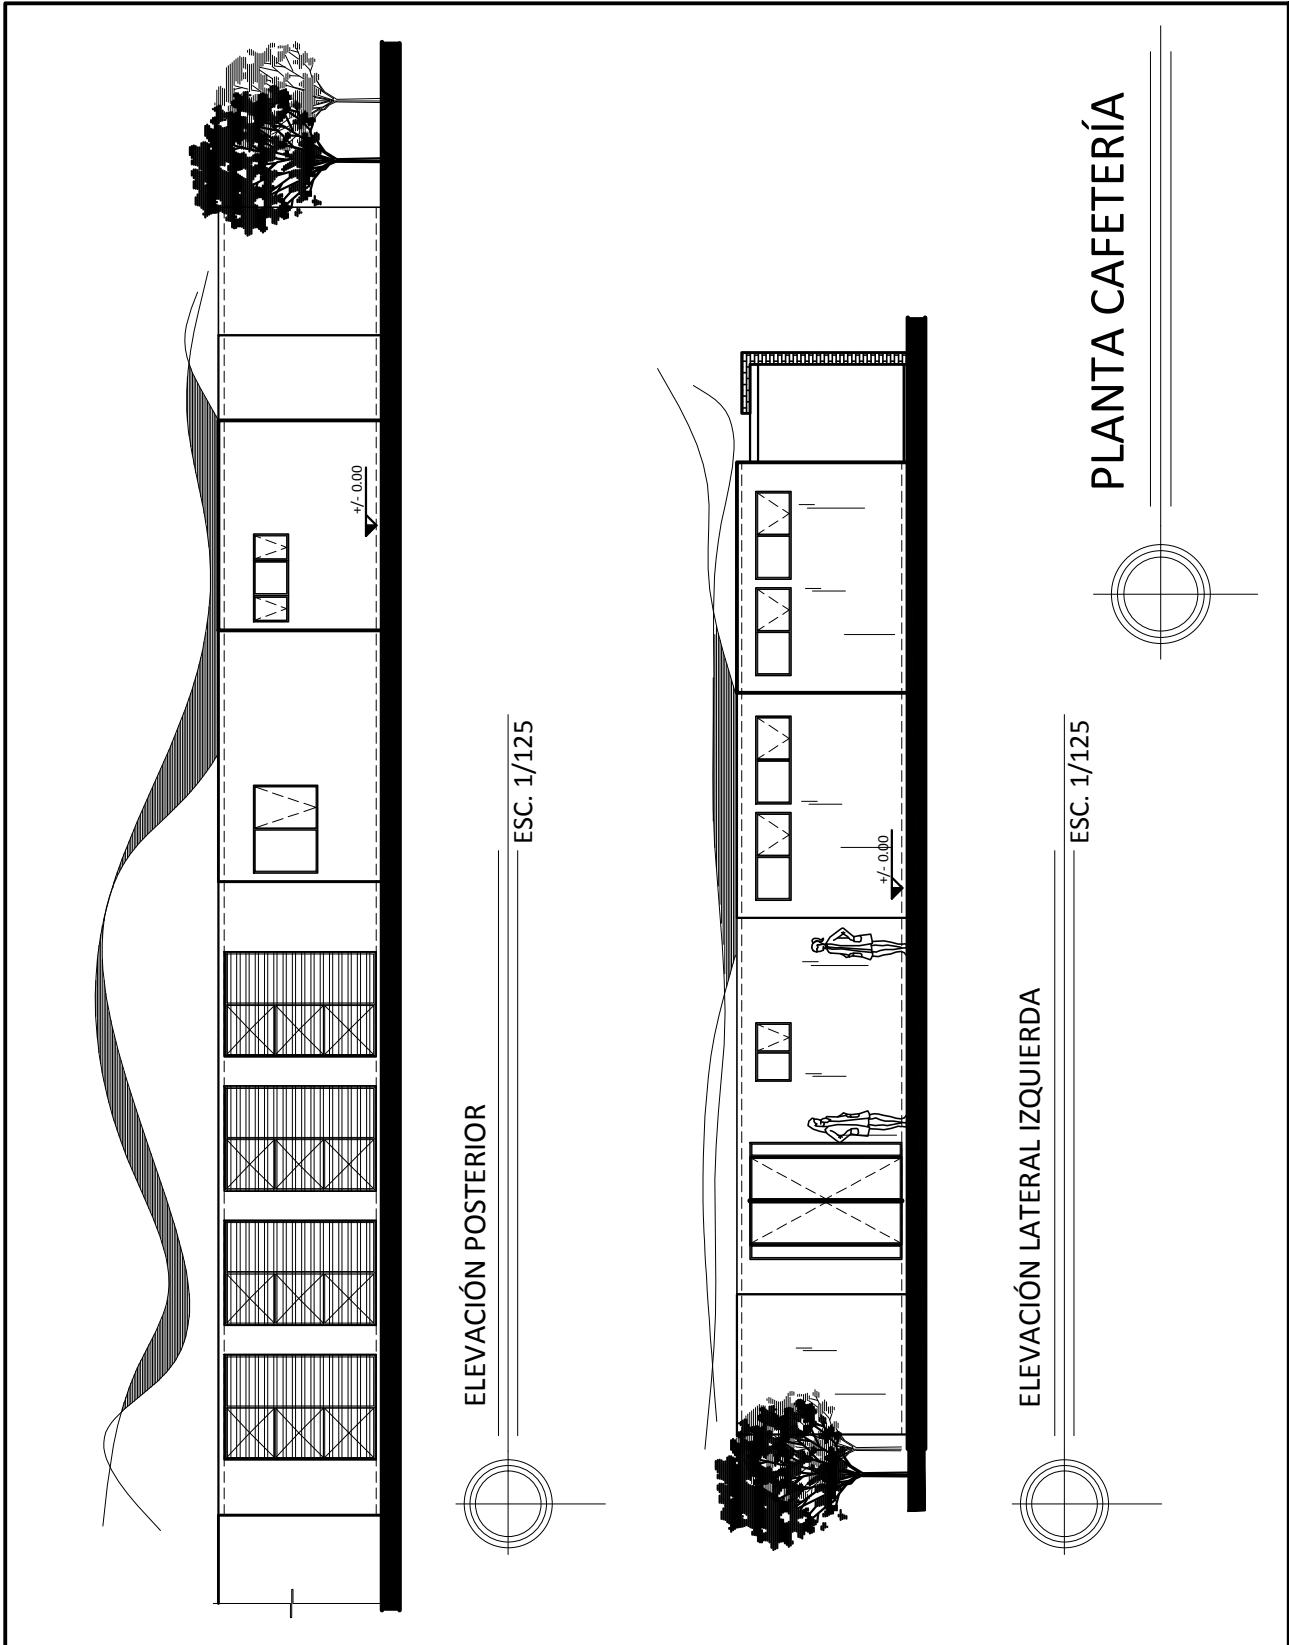 +/- 0.00
ELEVACIÓN POSTERIOR
ESC. 1/125
+/- 0.00
ELEVACIÓN LATERAL IZQUIERDA
ESC. 1/125
PLANTA CAFETERÍA